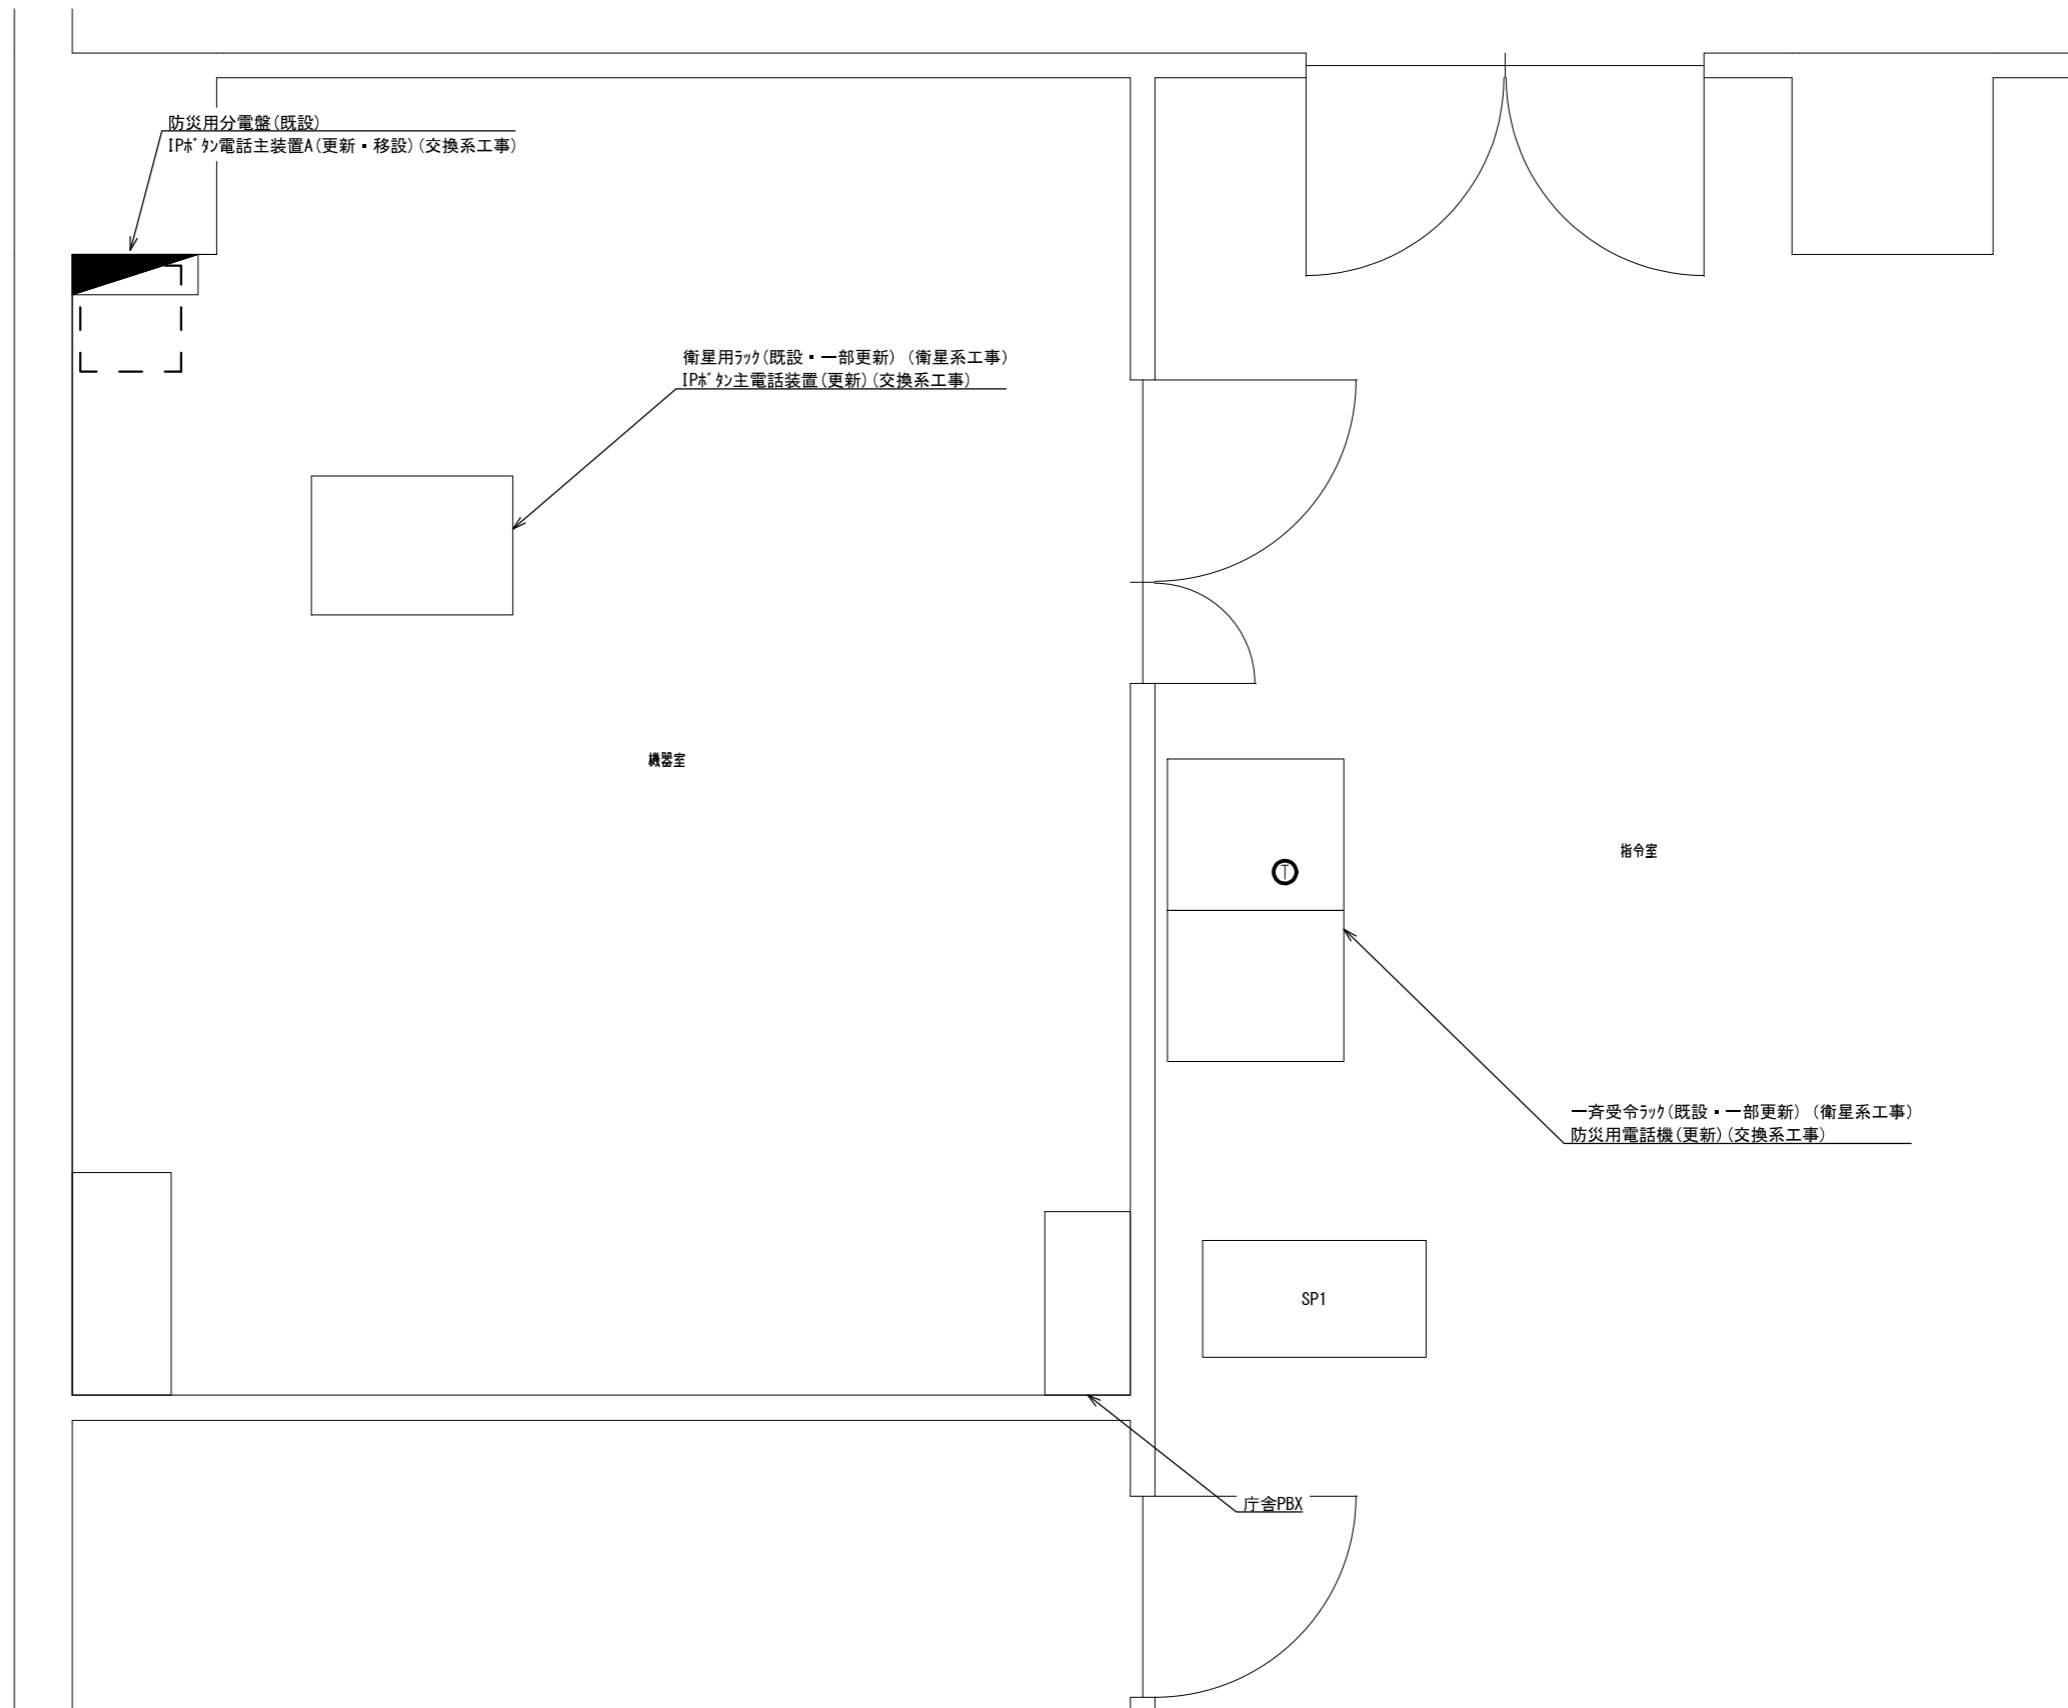 防災用分電盤(既設)
IPﾎﾞﾀﾝ電話主装置A(更新・移設)(交換系工事)
衛星用ﾗｯｸ(既設・一部更新) (衛星系工事)
IPﾎﾞﾀﾝ主電話装置(更新)(交換系工事)
機器室
指令室
T
一斉受令ﾗｯｸ(既設・一部更新) (衛星系工事)
防災用電話機(更新)(交換系工事)
SP1
庁舎PBX